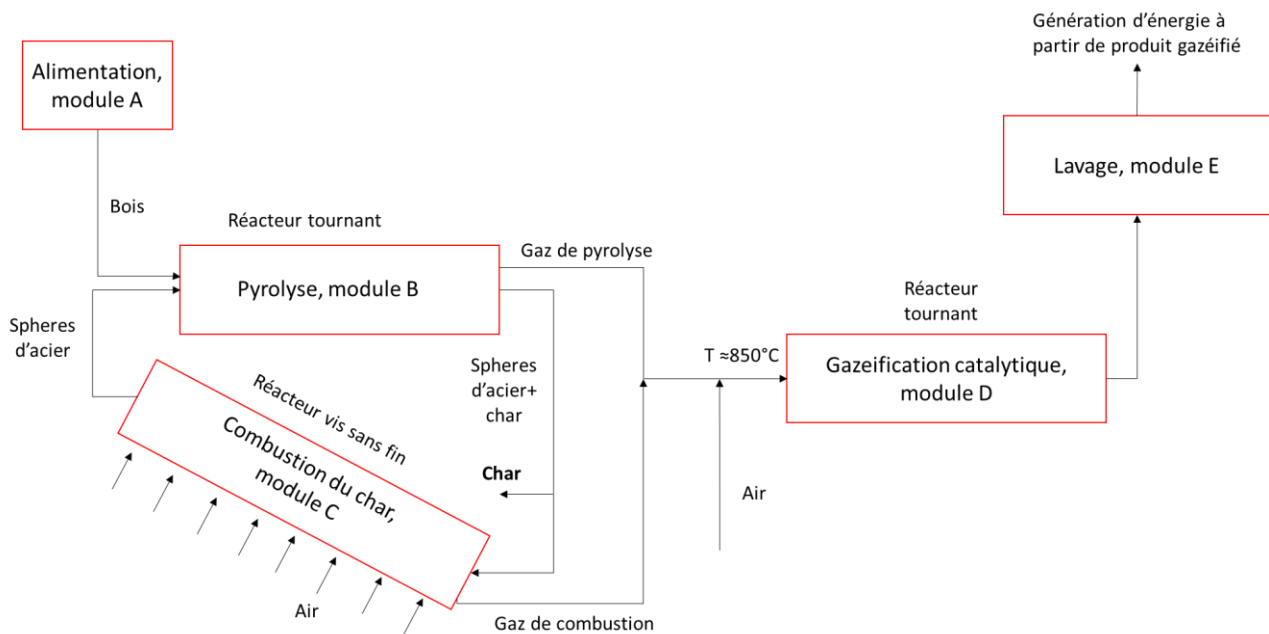 Génération d’énergie à
partir de produit gazéifié
Alimentation,
module A
Lavage, module E
Bois
Réacteur tournant
Gaz de pyrolyse
Pyrolyse, module B
Réacteur
tournant
Spheres
d’acier
T ≈850°C
Gazeification catalytique,
module D
Spheres
d’acier+
char
Réacteur vis sans fin
Combustion du char,
module C
Char
Air
Air
Gaz de combustion